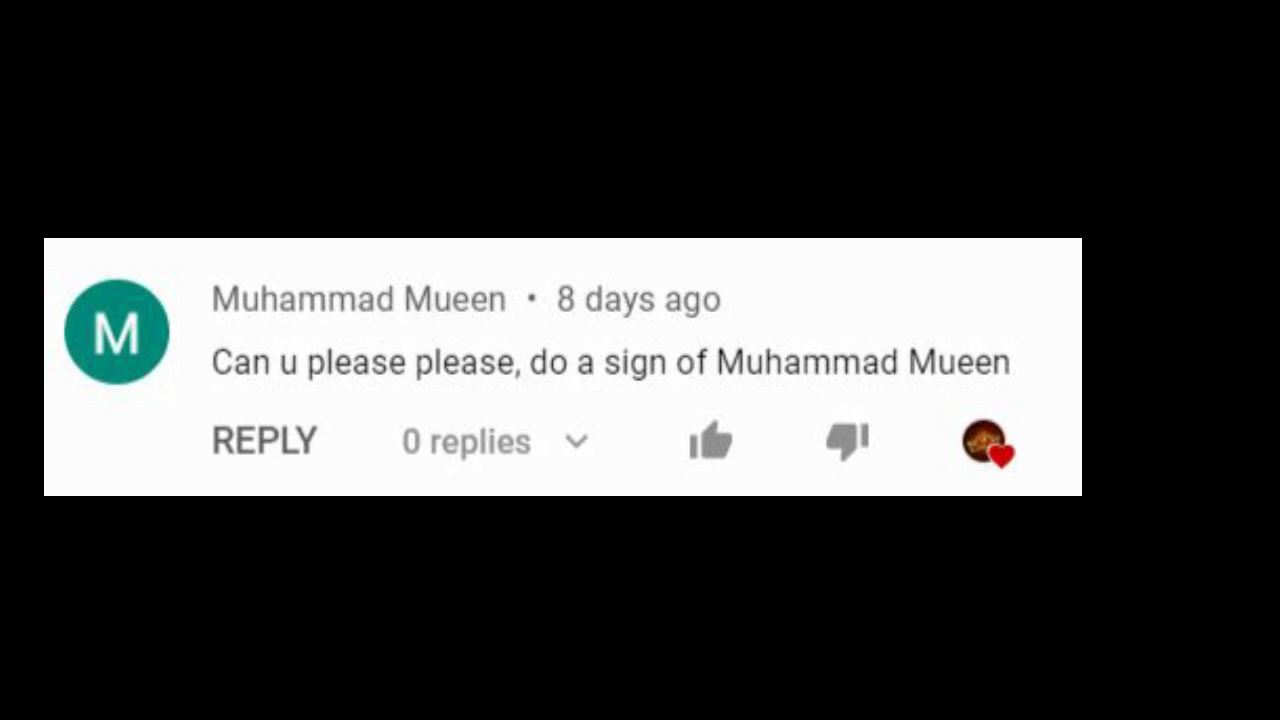 M
Muhammad Mueen • 8 days ago
Can u please please, do a sign of Muhammad Mueen
REPLY 0 replies